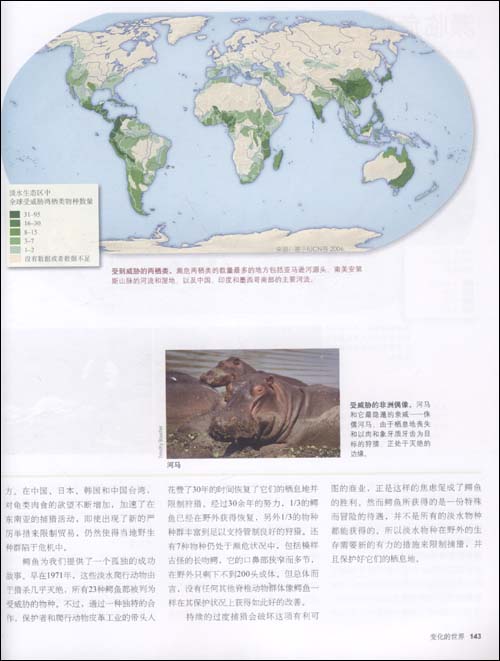 淡水生态区中
全球受威胁两栖类物种数量
31-95
16-30
8-15
3-7
1-2
没有数据或者数据不足
来源：基于IUCN等 2006
受到威胁的两栖类。濒危两栖类的数量最多的地方包括亚马逊河源头、南美安第
斯山脉的河流和湿地，以及中国、印度和墨西哥南部的主要河流。
受威胁的非洲偶像。河马
和它最隐蔽的亲戚——侏
儒河马，由于栖息地丧失
和以肉和象牙质牙齿为目
标的狩猎，正处于灭绝的
边缘。
河马
方。在中国、日本、韩国和中国台湾，
对龟类肉食的欲望不断增加，加速了在
东南亚的捕猎活动，即使出现了新的严
厉举措来限制贸易，仍然使得当地野生
种群陷于危机中。
鳄鱼为我们提供了一个孤独的成功
故事。早在1971年，这些淡水爬行动物由
于猎杀几乎灭绝，所有23种鳄鱼都被列为
受威胁的物种。不过，通过一种独特的合
作，保护者和爬行动物皮革工业的带头人
花费了30年的时间恢复了它们的栖息地并
限制狩猎。经过30余年的努力，1/3的鳄
鱼已经在野外获得恢复，另外1/3的物种
种群丰富到足以支持管制良好的狩猎。还
有7种物种仍处于濒危状况中，包括模样
古怪的长吻鳄，它的口鼻部狭窄而多节，
在野外只剩下不到200头成体。但总体而
言，没有任何其他脊椎动物群体像鳄鱼一
样在其保护状况上获得如此好的改善。
持续的过度捕猎会破坏这项有利可
图的商业，正是这样的焦虑促成了鳄鱼
的胜利。然而鳄鱼所获得的是一份特殊
而冒险的待遇，并不是所有的淡水物种
都能获得的。所以淡水物种在野外的生
存需要新的有力的措施来限制捕猎，并
且保护好它们的栖息地。
变化的世界 143